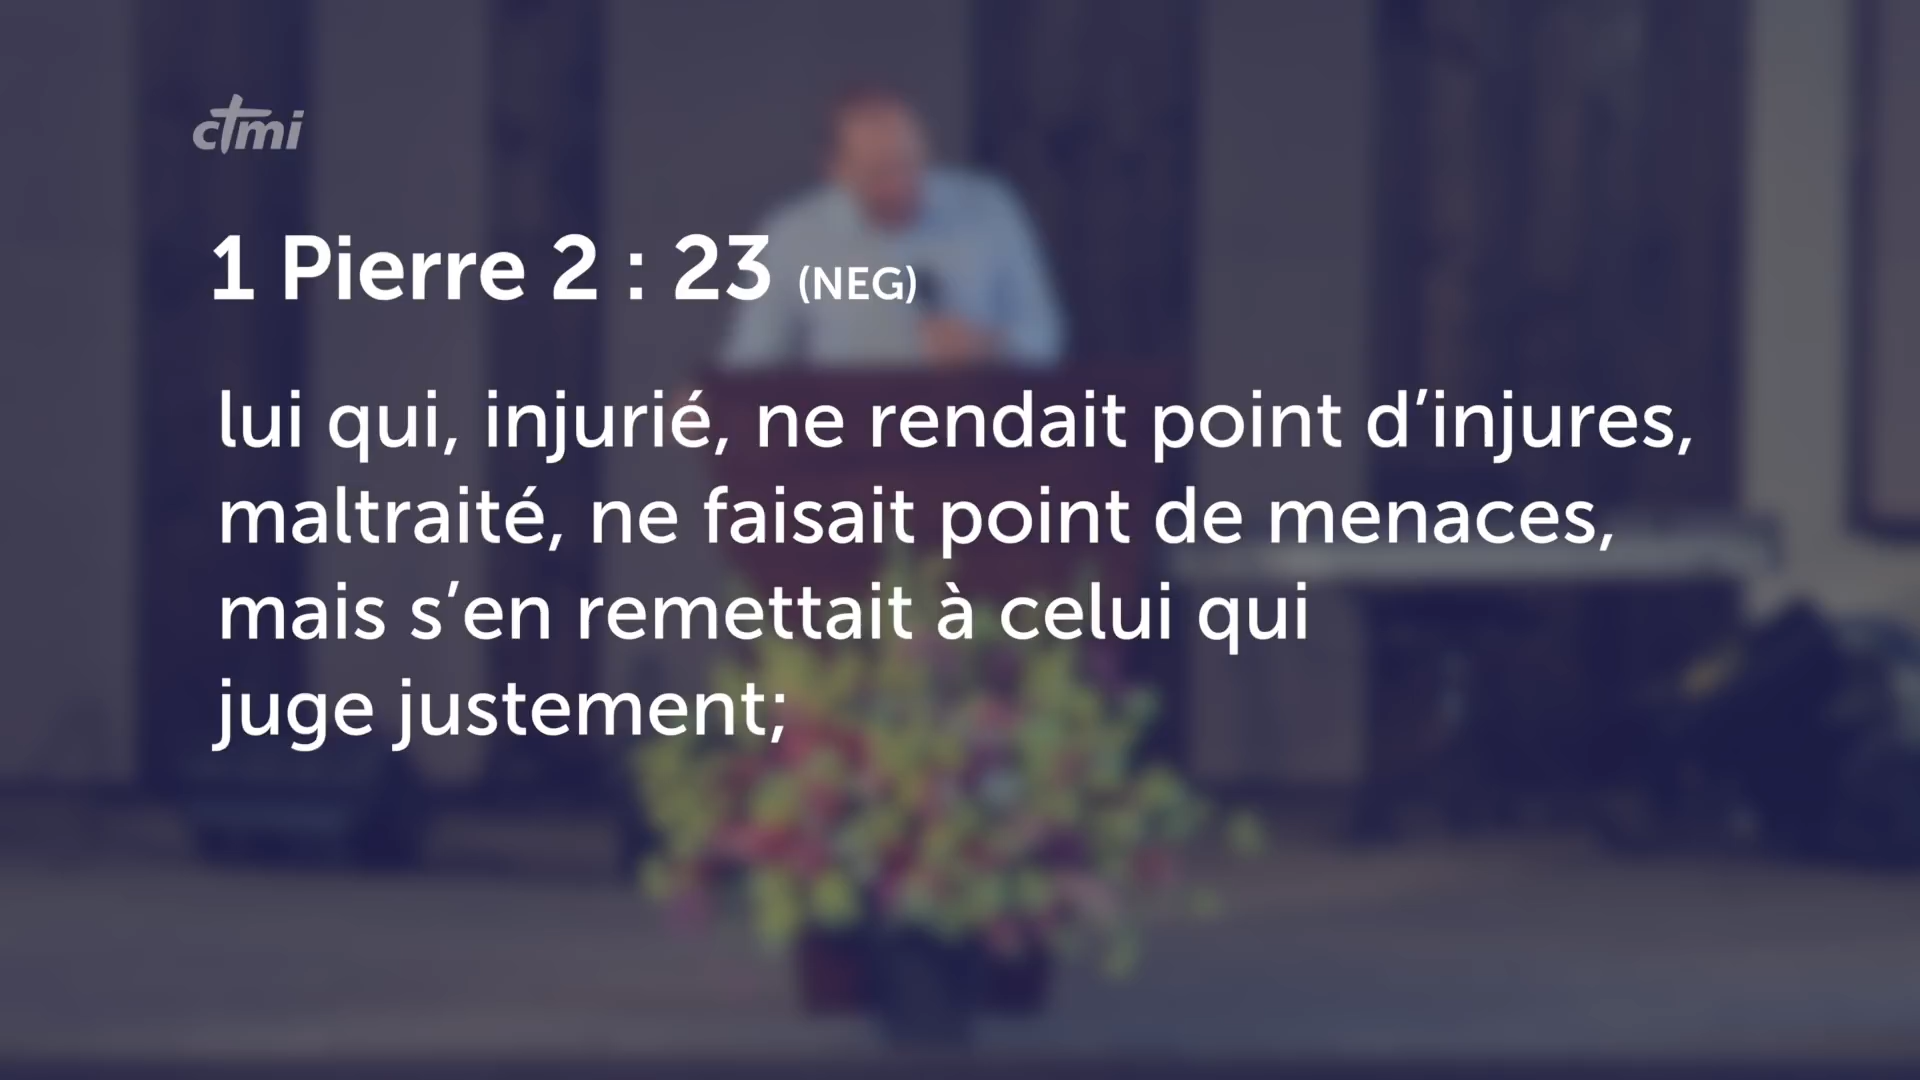 ctmi
1 Pierre 2 : 23 (NEG)
lui qui, injurié, ne rendait point d’injures,
maltraité, ne faisait point de menaces,
mais s’en remettait à celui qui
juge justement;